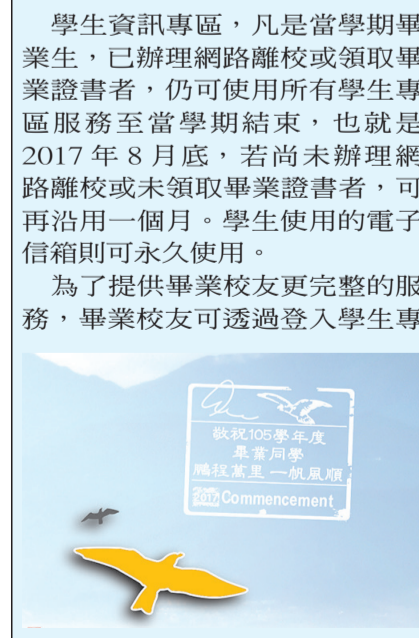 學生資訊專區，凡是當學期畢
業生，已辦理網路離校或領取畢
業證書者，仍可使用所有學生專
區服務至當學期結束，也就是
2017 年 8 月底，若尚未辦理網
路離校或未領取畢業證書者，可
再沿用一個月。學生使用的電子
信箱則可永久使用。
為了提供畢業校友更完整的服
務，畢業校友可透過登入學生專
敬祝105學年度
畢業同學
鵬程萬里 一帆風順
2017 Commencement